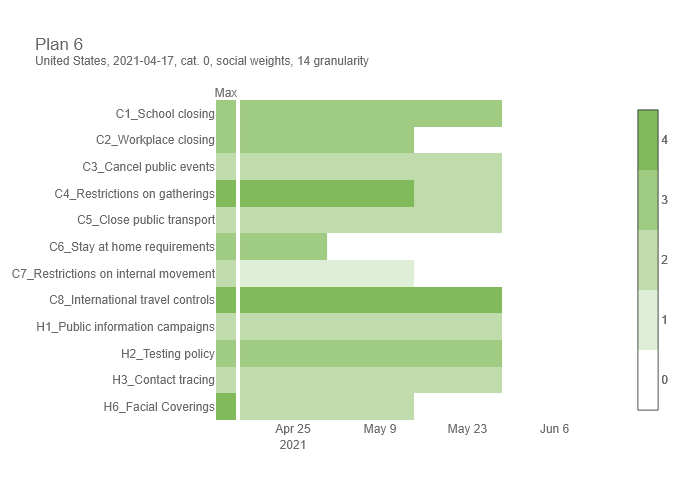 Plan 6
United States, 2021-04-17, cat. 0, social weights, 14 granularity
Max
C1_School closing
C2_Workplace closing
C3_Cancel public events
C4_Restrictions on gatherings
C5_Close public transport
C6_Stay at home requirements
C7_Restrictions on internal movement
C8_International travel controls
H1_Public information campaigns
H2_Testing policy
H3_Contact tracing
H6_Facial Coverings
Apr 25 May 9 May 23 Jun 6
2021
4
3
2
1
0